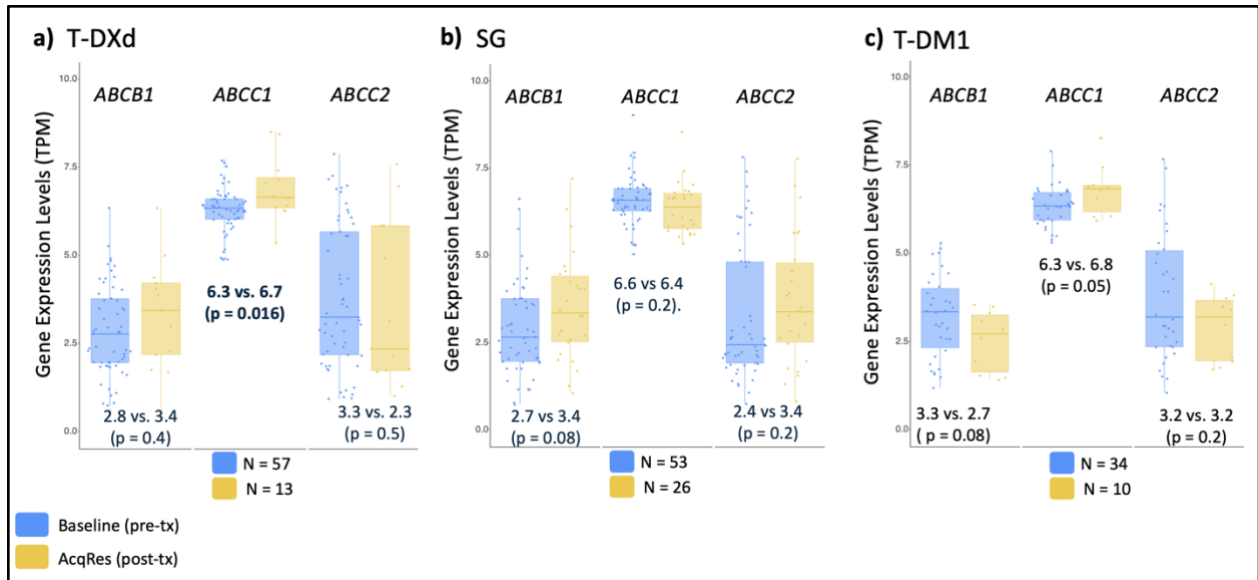 a) T-DXd
Gene Expression Levels (TPM)
10.0
7.5
5.0
2.5
0.0
ABCB1
ABCC1
ABCC2
2.8 vs. 3.4
(p = 0.4)
6.3 vs. 6.7
(p = 0.016)
3.3 vs. 2.3
(p = 0.5)
N = 57
N = 13
b) SG
Gene Expression Levels (TPM)
10.0
7.5
5.0
2.5
0.0
ABCB1
ABCC1
ABCC2
2.7 vs. 3.4
(p = 0.08)
6.6 vs 6.4
(p = 0.2).
2.4 vs 3.4
(p = 0.2)
N = 53
N = 26
c) T-DM1
Gene Expression Levels (TPM)
10.0
7.5
5.0
2.5
0.0
ABCB1
ABCC1
ABCC2
3.3 vs. 2.7
( p = 0.08)
6.3 vs. 6.8
(p = 0.05)
3.2 vs. 3.2
(p = 0.2)
N = 34
N = 10
Baseline (pre-tx)
AcqRes (post-tx)